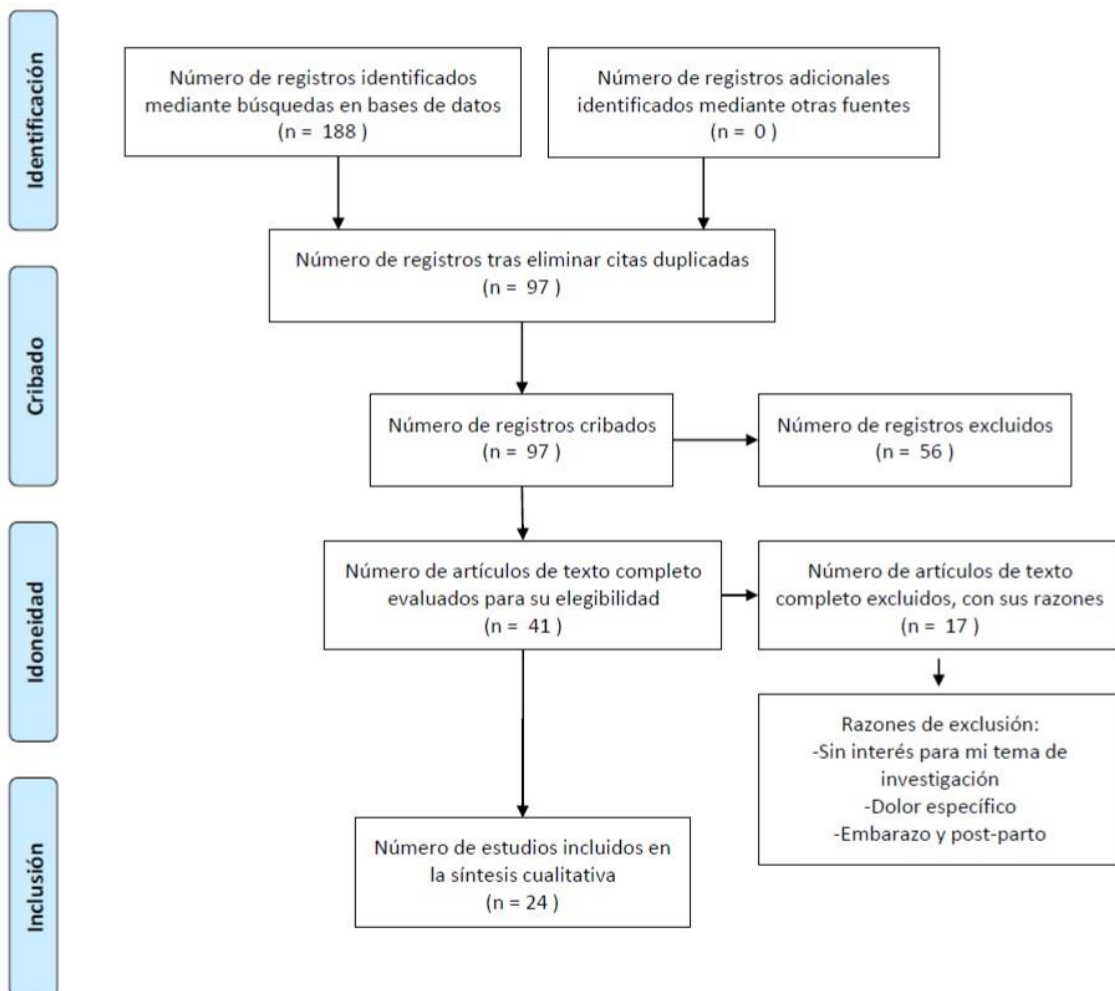 Identificación
Número de registros identificados
mediante búsquedas en bases de datos
(n = 188 )
Número de registros adicionales
identificados mediante otras fuentes
(n = 0 )
Número de registros tras eliminar citas duplicadas
(n = 97 )
Cribado
Número de registros cribados
(n = 97 )
Número de registros excluidos
(n = 56 )
Idoneidad
Número de artículos de texto completo
evaluados para su elegibilidad
(n = 41 )
Número de artículos de texto
completo excluidos, con sus razones
(n = 17 )
Razones de exclusión:
-Sin interés para mi tema de
investigación
-Dolor específico
-Embarazo y post-parto
Inclusión
Número de estudios incluidos en
la síntesis cualitativa
(n = 24 )